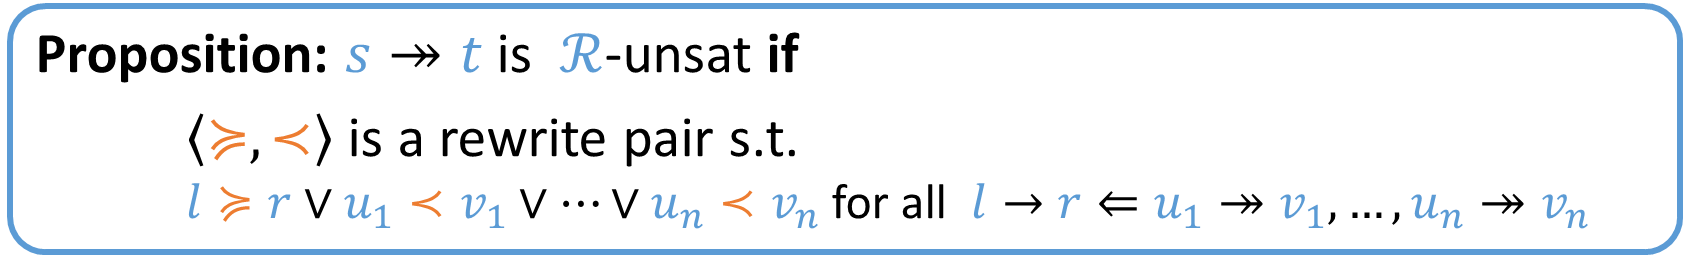 Proposition: s ↠ t is ℛ-unsat if
⟨≽, ≺⟩ is a rewrite pair s.t.
l ≽ r ∨ u₁ ≺ v₁ ∨ ⋯ ∨ uₙ ≺ vₙ for all l → r ⇐ u₁ ↠ v₁, … , uₙ ↠ vₙ